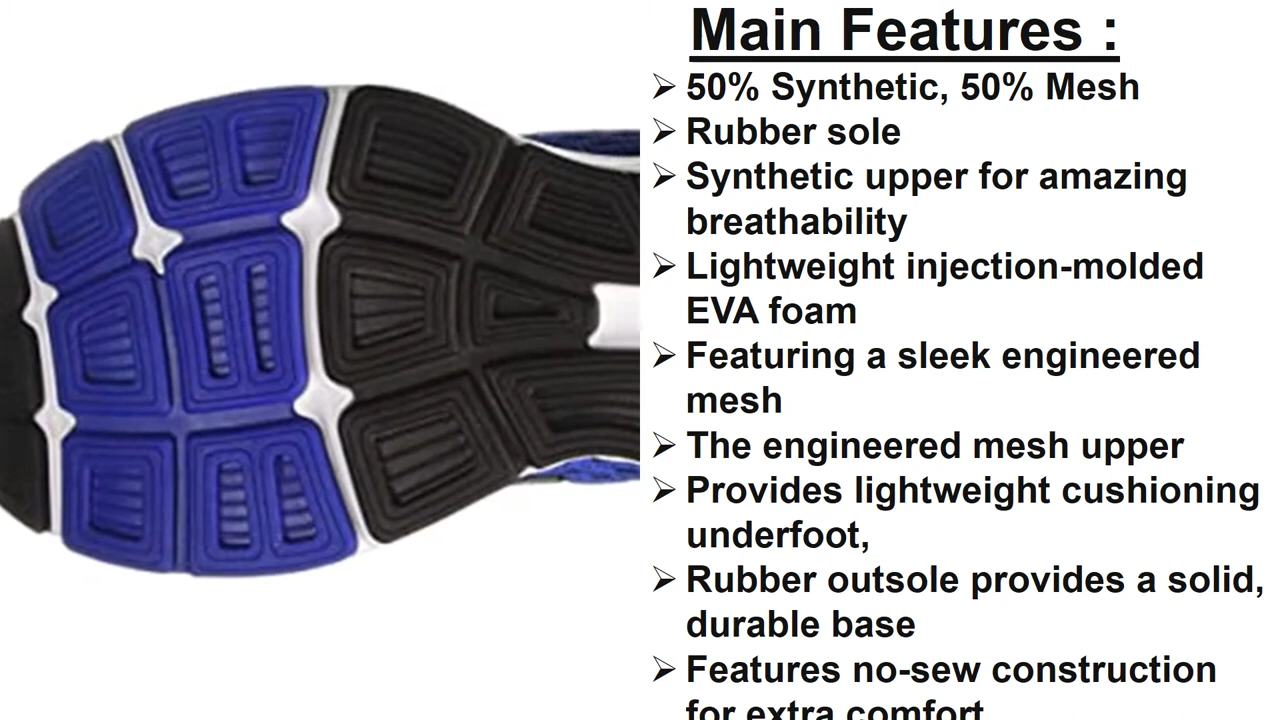 Main Features :
50% Synthetic, 50% Mesh
Rubber sole
Synthetic upper for amazing
breathability
Lightweight injection-molded
EVA foam
Featuring a sleek engineered
mesh
The engineered mesh upper
Provides lightweight cushioning
underfoot,
Rubber outsole provides a solid,
durable base
Features no-sew construction
for extra comfort